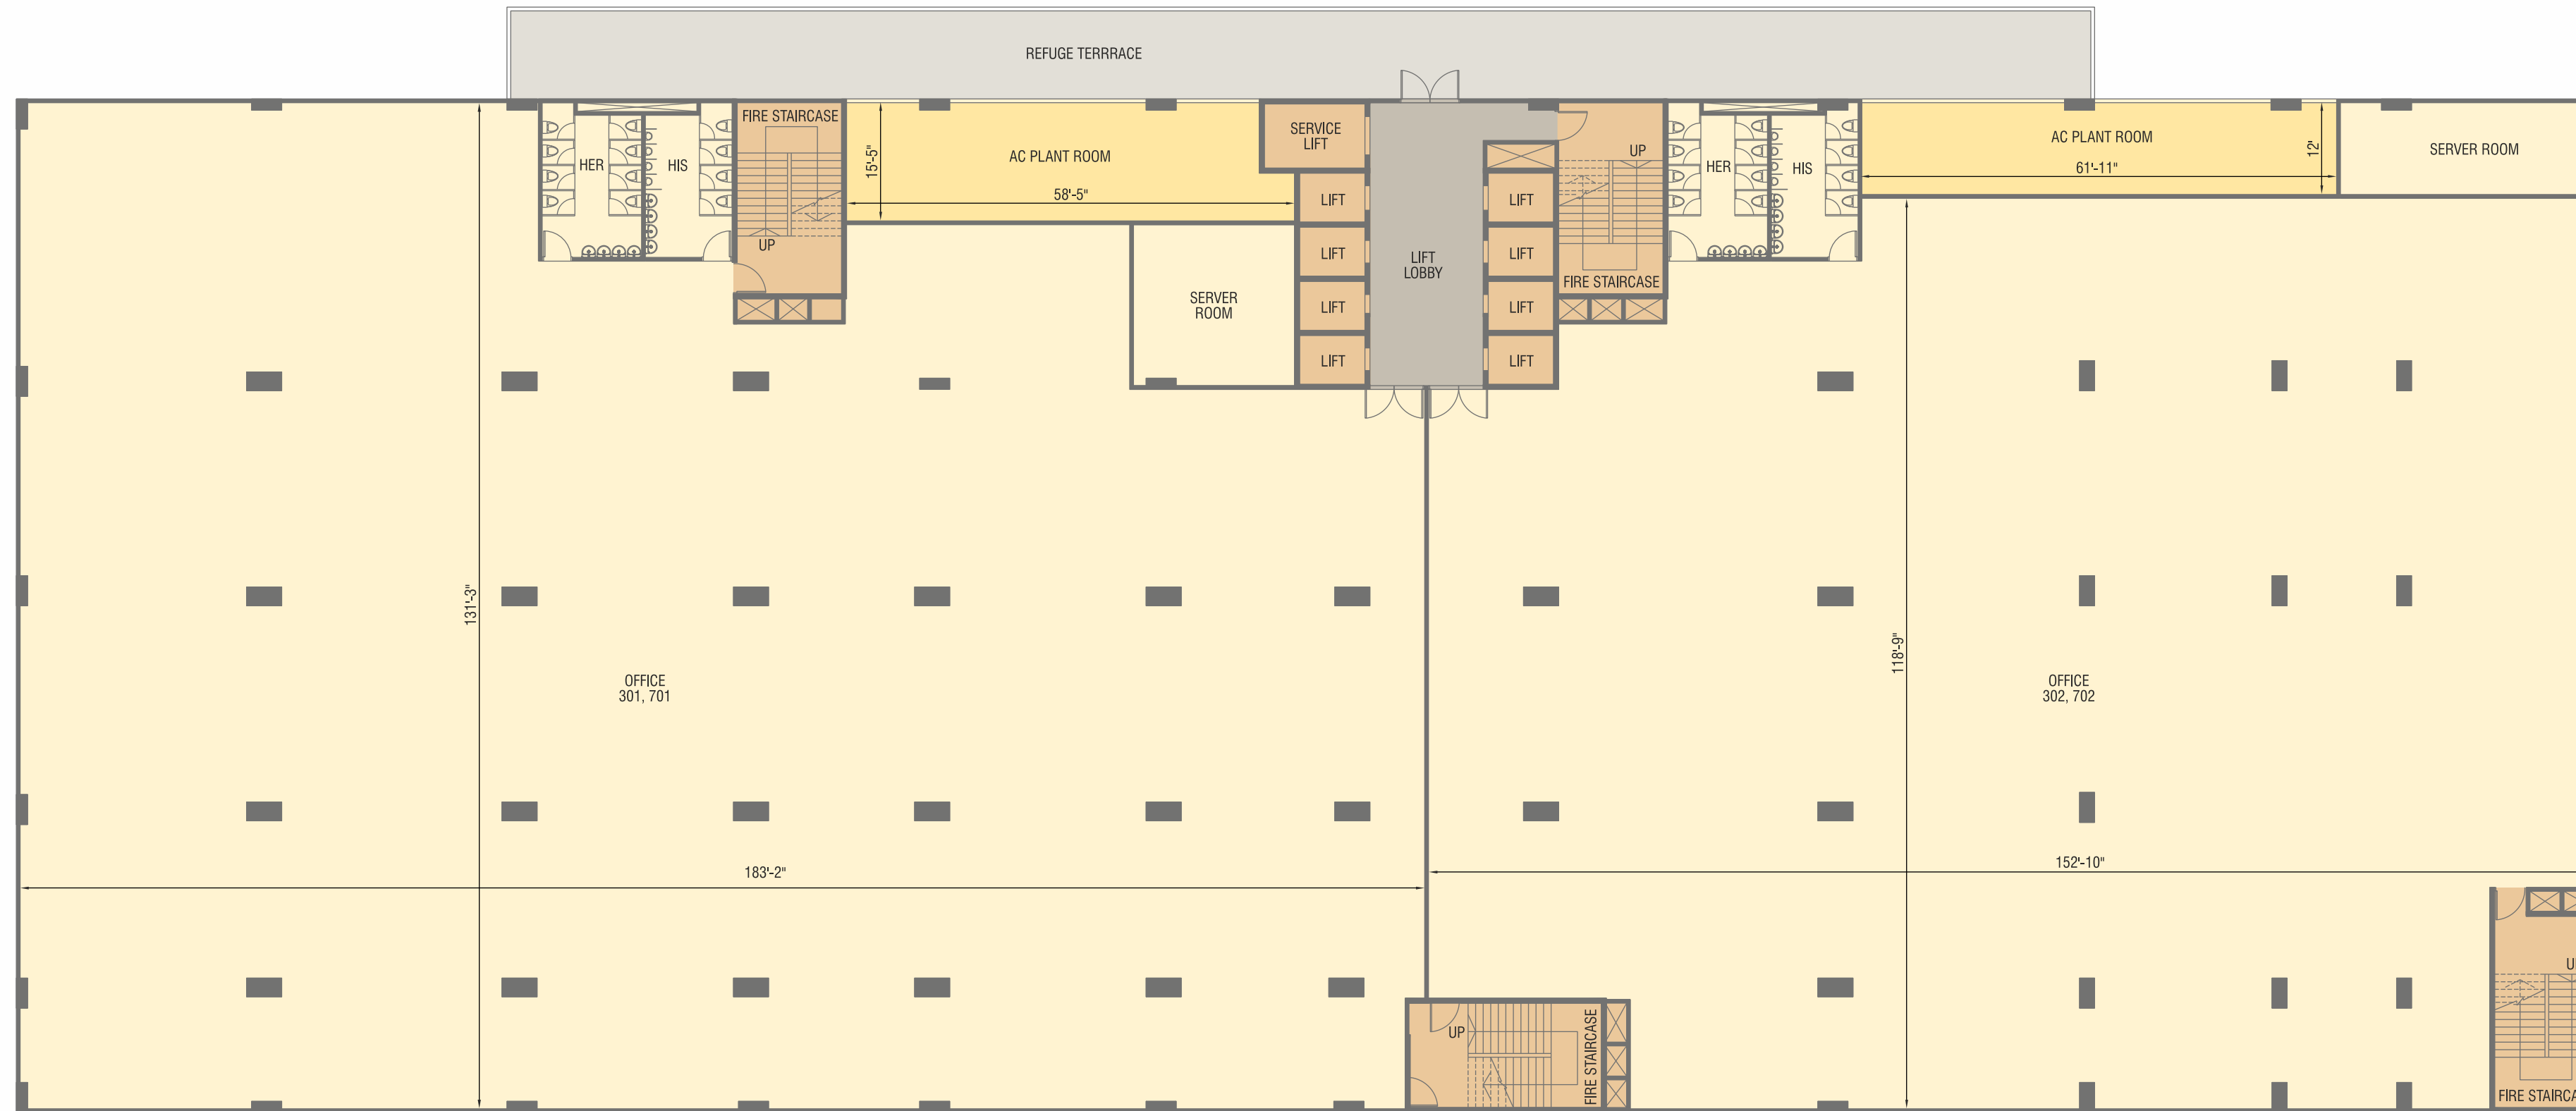 REFUGE TERRRACE
FIRE STAIRCASE
UP
HER
HIS
15'-5"
AC PLANT ROOM
58'-5"
SERVICE
LIFT
LIFT
LIFT
LIFT
LIFT
LIFT
LOBBY
LIFT
LIFT
LIFT
LIFT
UP
FIRE STAIRCASE
HER
HIS
AC PLANT ROOM
61'-11"
12'
SERVER ROOM
SERVER
ROOM
131'-3"
118'-9"
OFFICE
301, 701
OFFICE
302, 702
183'-2"
152'-10"
UP
FIRE STAIRCASE
FIRE